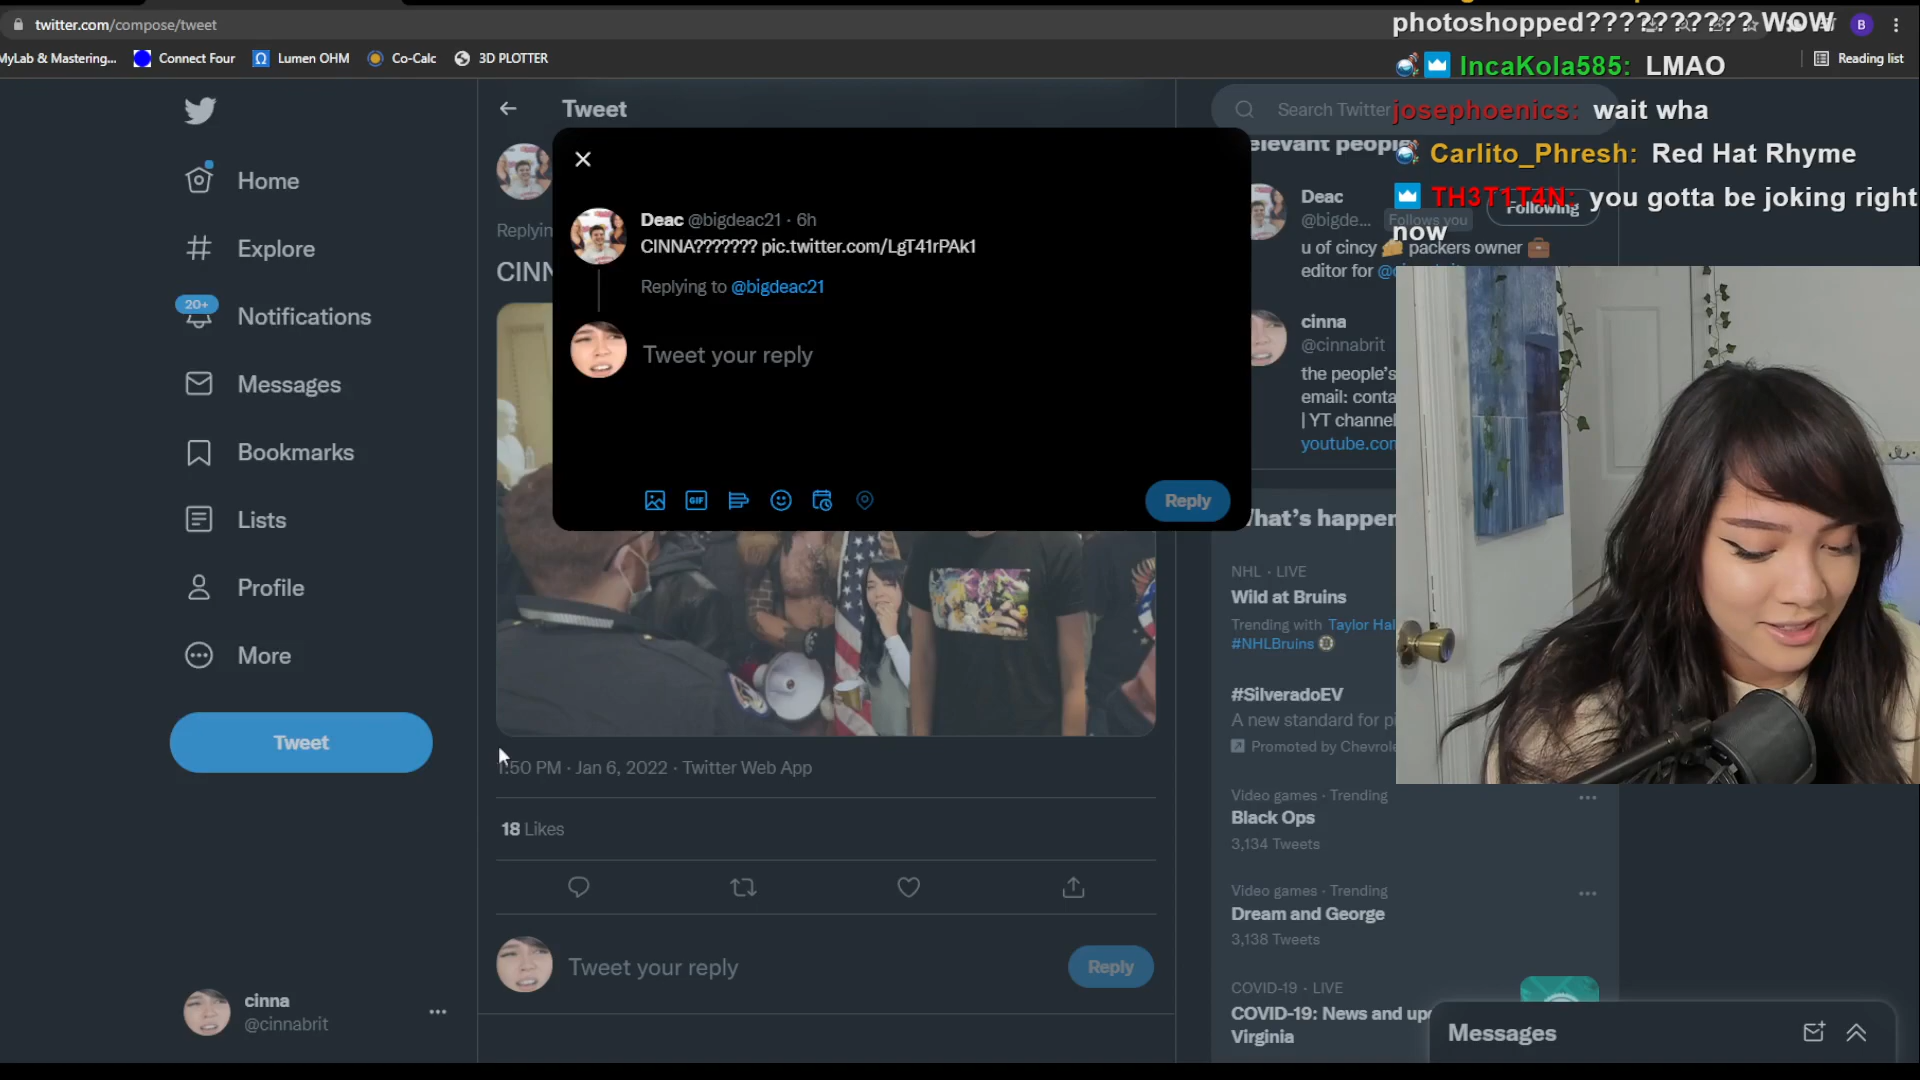 twitter.com/compose/tweet
MyLab & Mastering...
Connect Four
Lumen OHM
Co-Calc
3D PLOTTER
Reading list
B
photoshopped?????????? WOW
IncaKola585: LMAO
josephoenics: wait wha
Carlito_Phresh: Red Hat Rhyme
TH3T1T4N: you gotta be joking right
now
Home
Explore
20+
Notifications
Messages
Bookmarks
Lists
Profile
More
Tweet
cinna
@cinnabrit
Tweet
Replying
CINN
Deac @bigdeac21 · 6h
CINNA??????? pic.twitter.com/LgT41rPAk1
Replying to @bigdeac21
Tweet your reply
GIF
Reply
1:50 PM · Jan 6, 2022 · Twitter Web App
18 Likes
Tweet your reply
Reply
Search Twitter
elevant people
Deac
@bigde... Follows you
Following
u of cincy packers owner
editor for @c
cinna
@cinnabrit
the people's
email: conta
| YT channel
youtube.con
What's happen
NHL · LIVE
Wild at Bruins
Trending with Taylor Hal
#NHLBruins
#SilveradoEV
A new standard for pi
Promoted by Chevrole
Video games · Trending
Black Ops
3,134 Tweets
Video games · Trending
Dream and George
3,138 Tweets
COVID-19 · LIVE
COVID-19: News and upd
Virginia
Messages